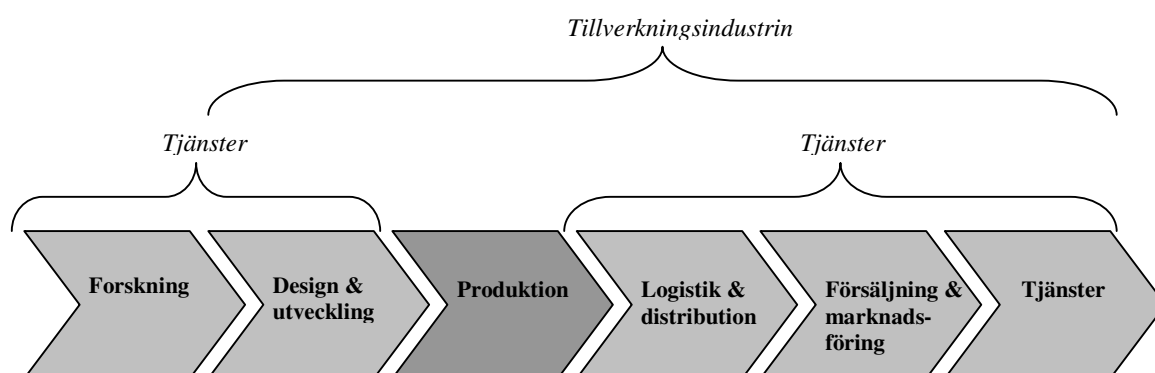 Tillverkningsindustrin
Tjänster
Tjänster
Forskning
Design &
utveckling
Produktion
Logistik &
distribution
Försäljning &
marknads-
föring
Tjänster